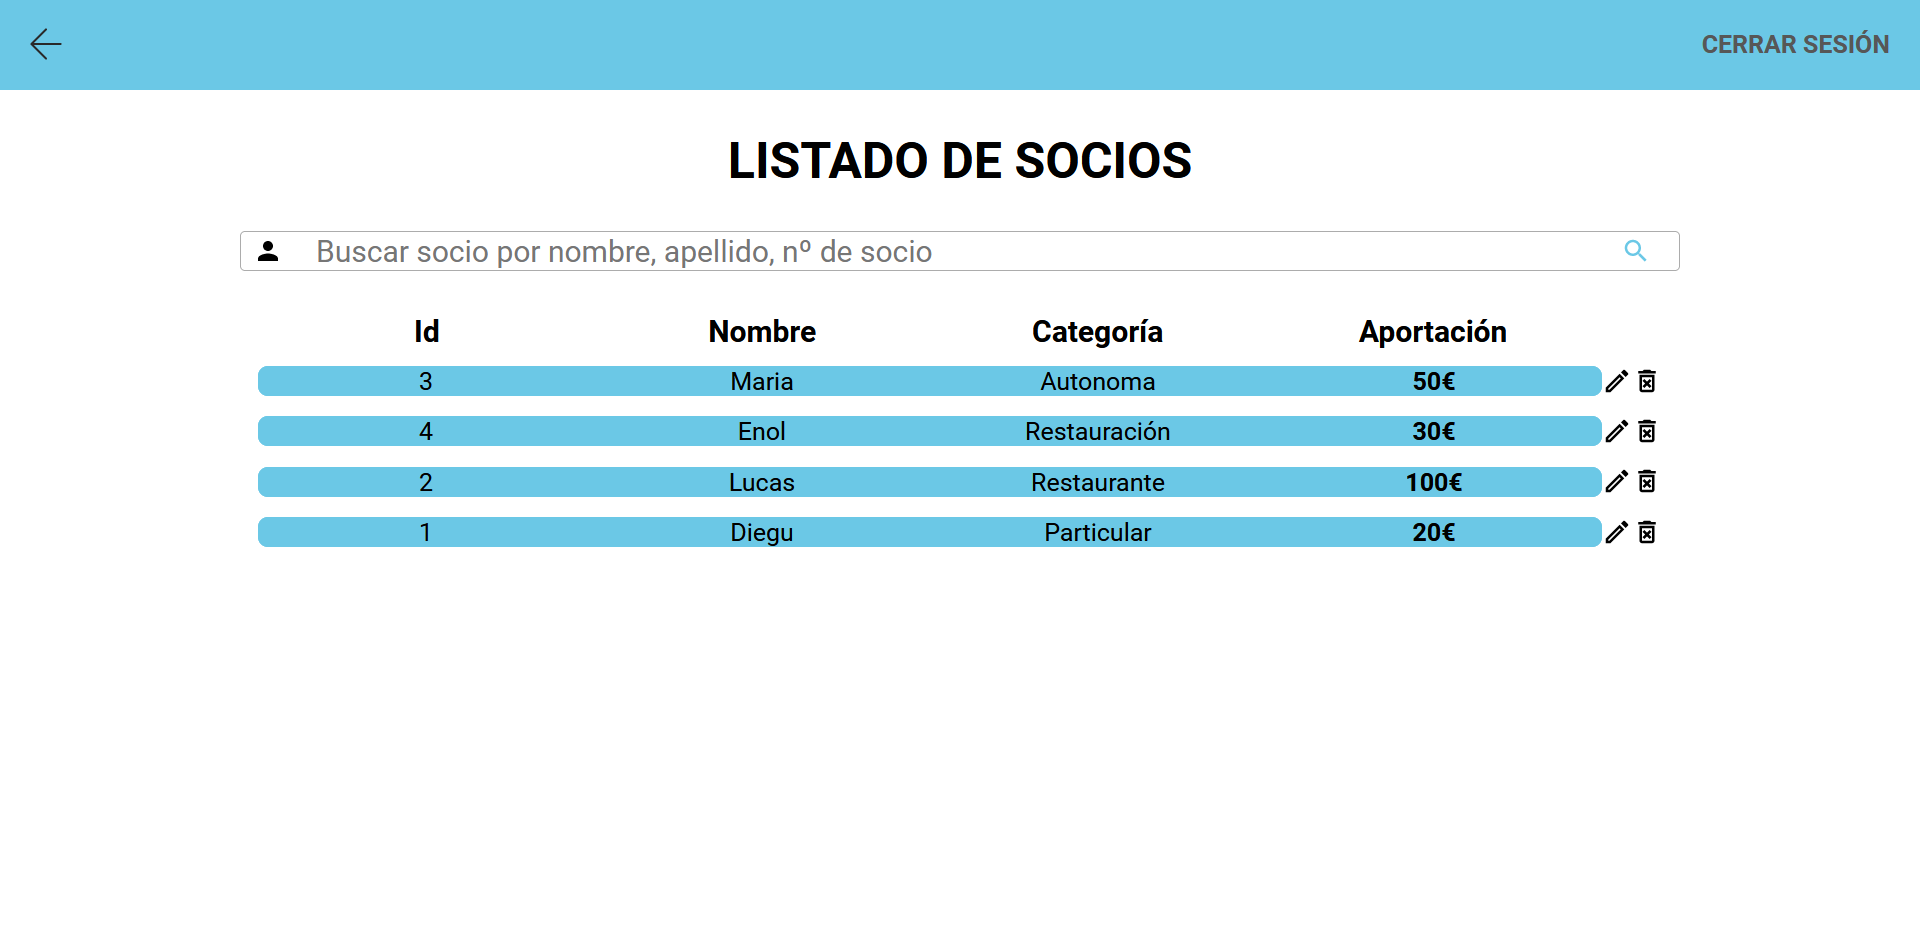 CERRAR SESIÓN
LISTADO DE SOCIOS
Buscar socio por nombre, apellido, nº de socio
Id Nombre Categoría Aportación
3 Maria Autonoma 50€
4 Enol Restauración 30€
2 Lucas Restaurante 100€
1 Diegu Particular 20€